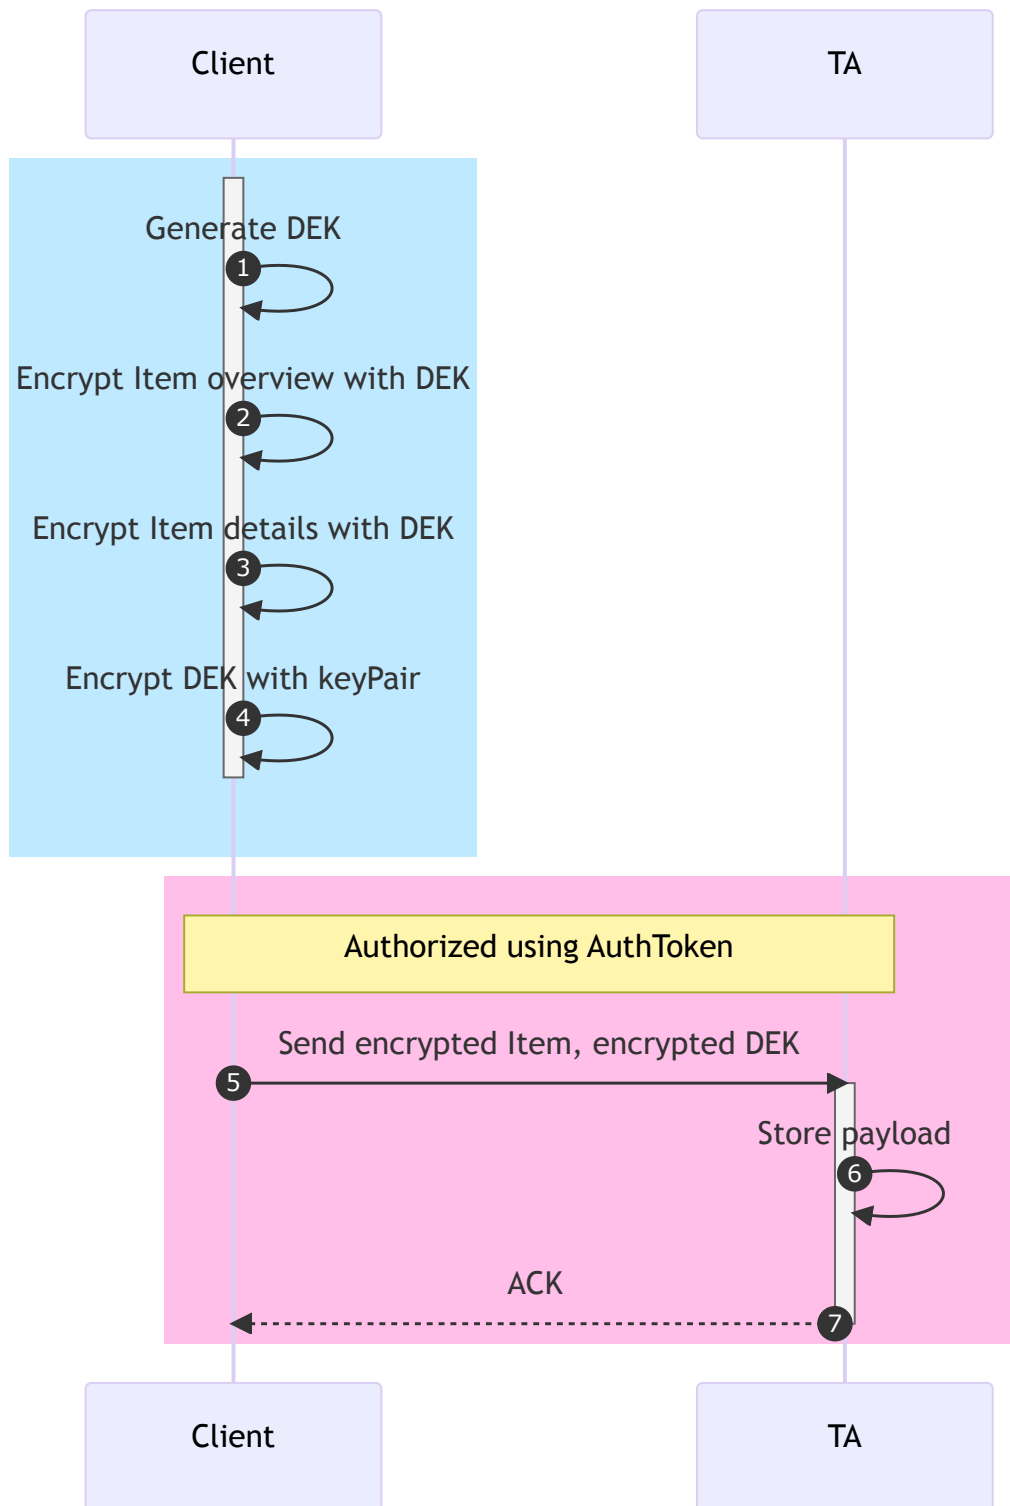 Client
TA
Generate DEK
1
Encrypt Item overview with DEK
2
Encrypt Item details with DEK
3
Encrypt DEK with keyPair
4
Authorized using AuthToken
Send encrypted Item, encrypted DEK
5
Store payload
6
ACK
7
Client
TA